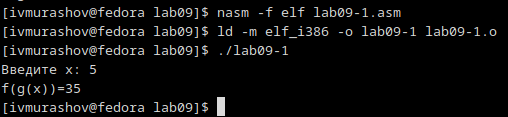 [ivmurashov@fedora lab09]$ nasm -f elf lab09-1.asm
[ivmurashov@fedora lab09]$ ld -m elf_i386 -o lab09-1 lab09-1.o
[ivmurashov@fedora lab09]$ ./lab09-1
Введите x: 5
f(g(x))=35
[ivmurashov@fedora lab09]$